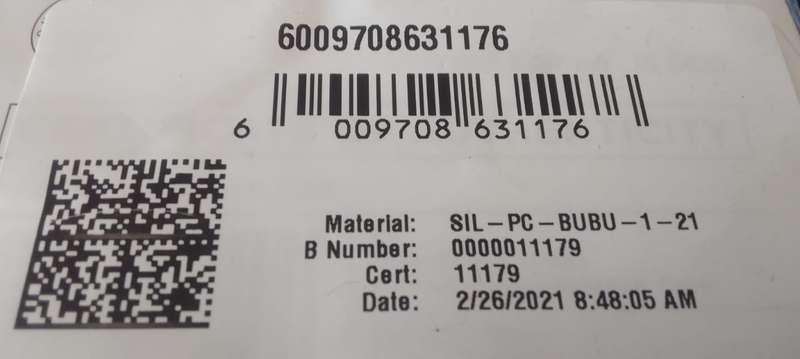 6009708631176
6 009708 631176
Material: SIL-PC-BUBU-1-21
B Number: 0000011179
Cert: 11179
Date: 2/26/2021 8:48:05 AM